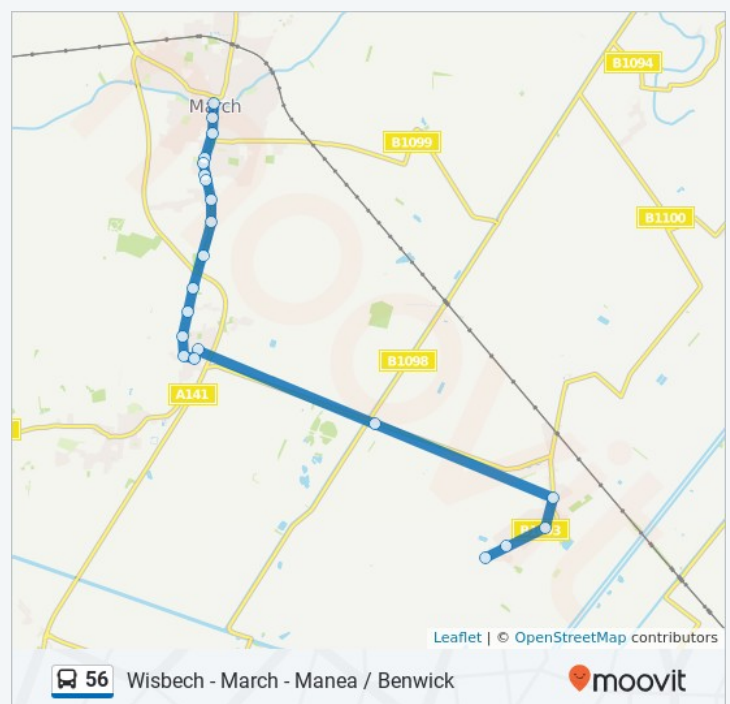 B1094
March
B1099
B1100
B1098
A141
Leaflet | © OpenStreetMap contributors
56 Wisbech - March - Manea / Benwick
moovit